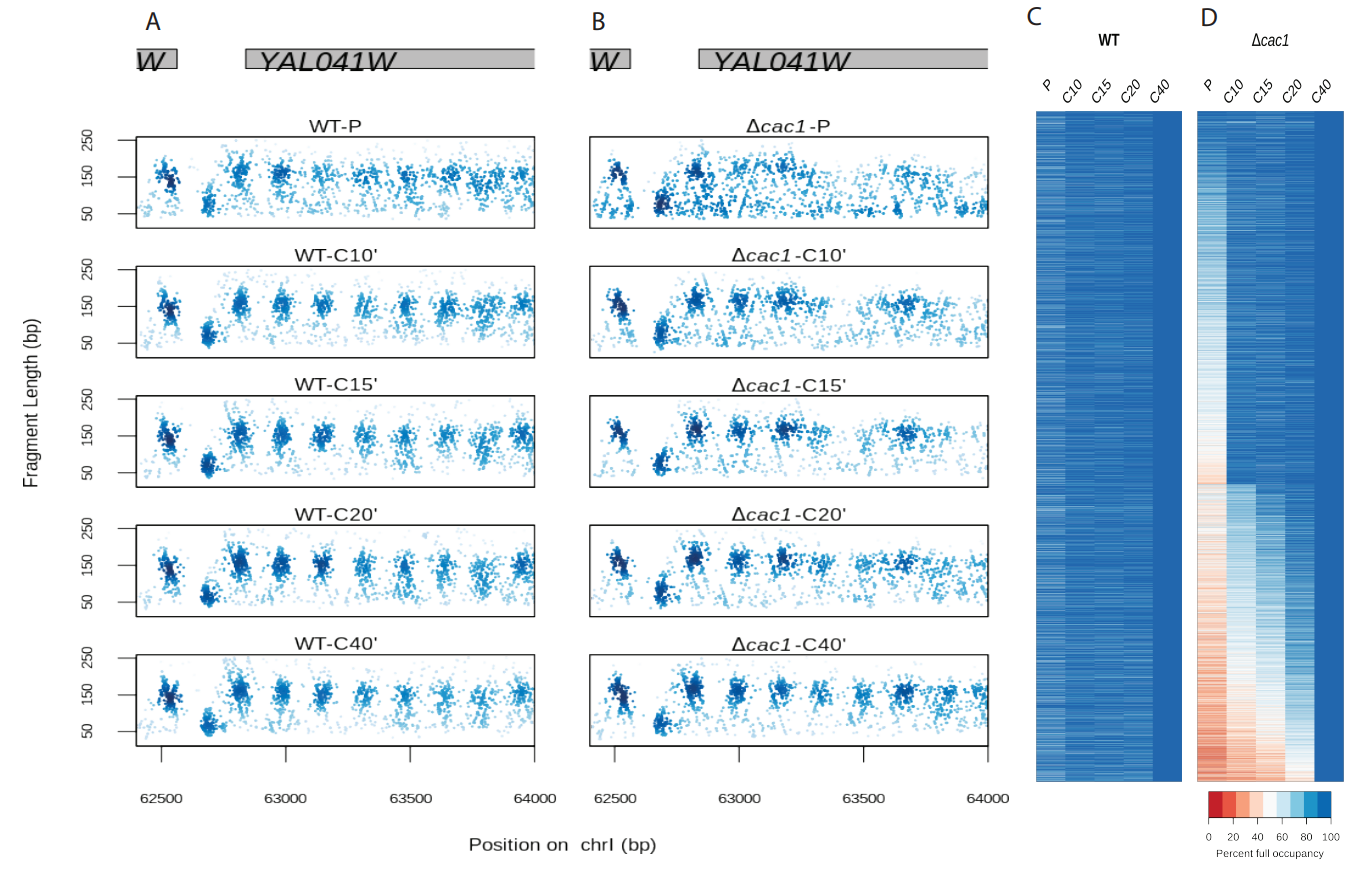 A
B
C
D
W
YAL041W
W
YAL041W
WT
Δcac1
P
C10
C15
C20
C40
P
C10
C15
C20
C40
WT-P
Δcac1-P
250
150
50
WT-C10'
Δcac1-C10'
250
150
50
WT-C15'
Δcac1-C15'
250
150
50
WT-C20'
Δcac1-C20'
250
150
50
WT-C40'
Δcac1-C40'
250
150
50
Fragment Length (bp)
62500
63000
63500
64000
62500
63000
63500
64000
Position on chrI (bp)
0 20 40 60 80 100
Percent full occupancy